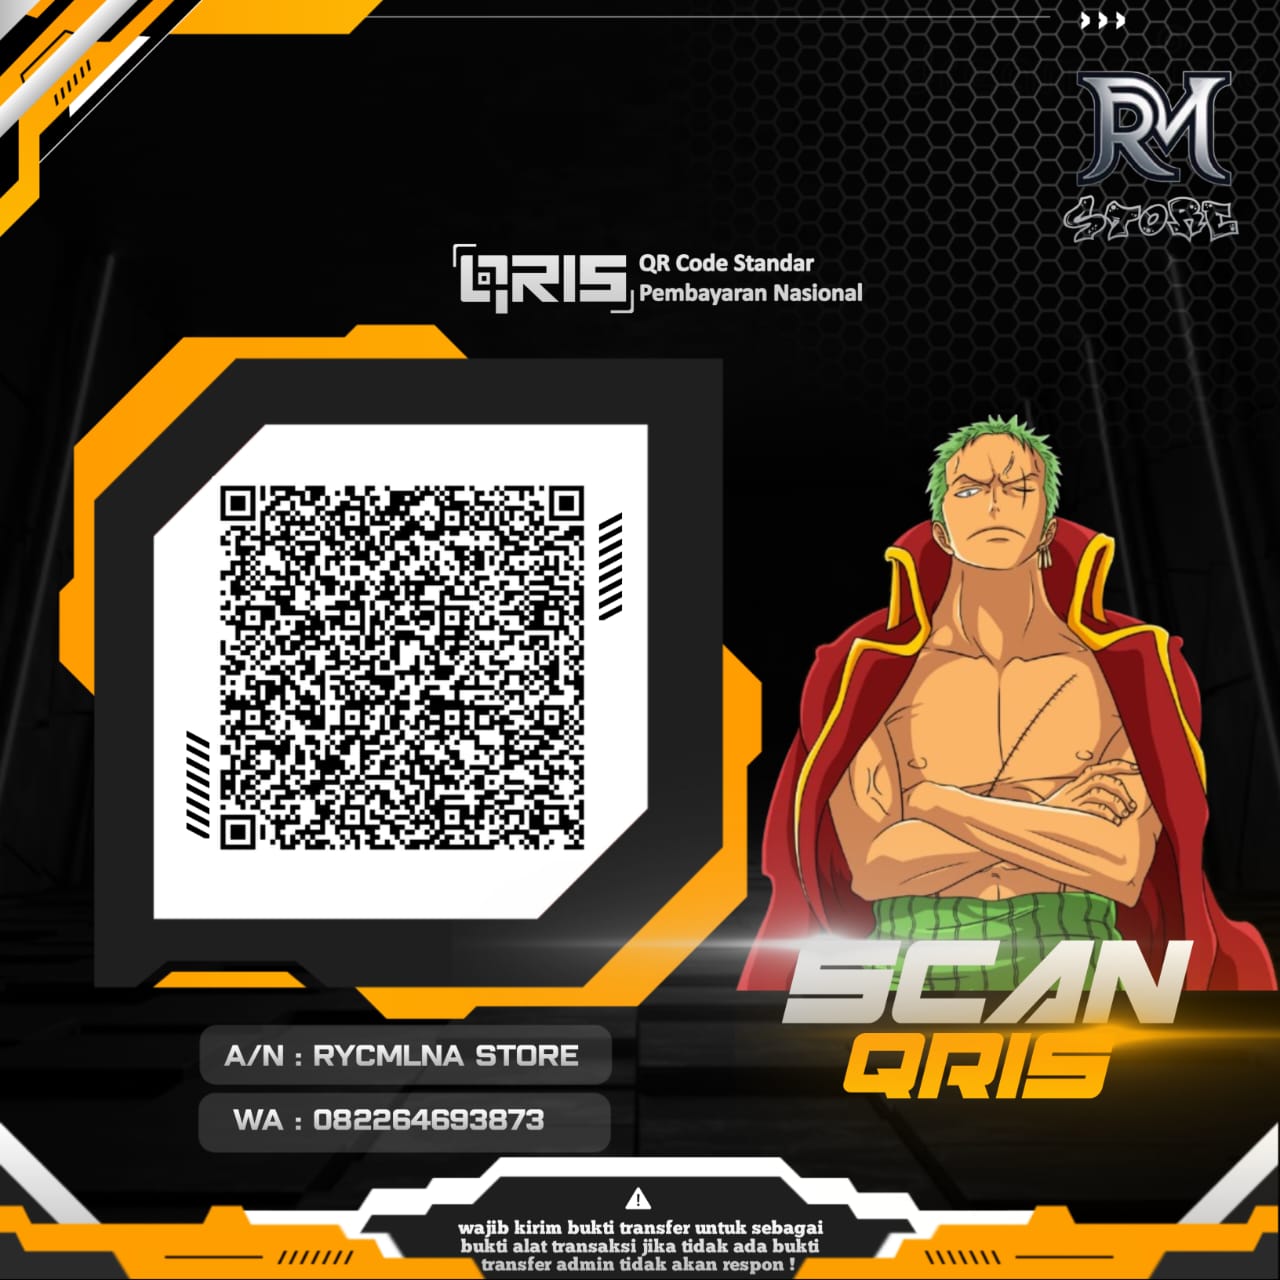 RM
STORE
QRIS
QR Code Standar
Pembayaran Nasional
SCAN
QRIS
A/N : RYCMLNA STORE
WA : 082264693873
wajib kirim bukti transfer untuk sebagai
bukti alat transaksi jika tidak ada bukti
transfer admin tidak akan respon !